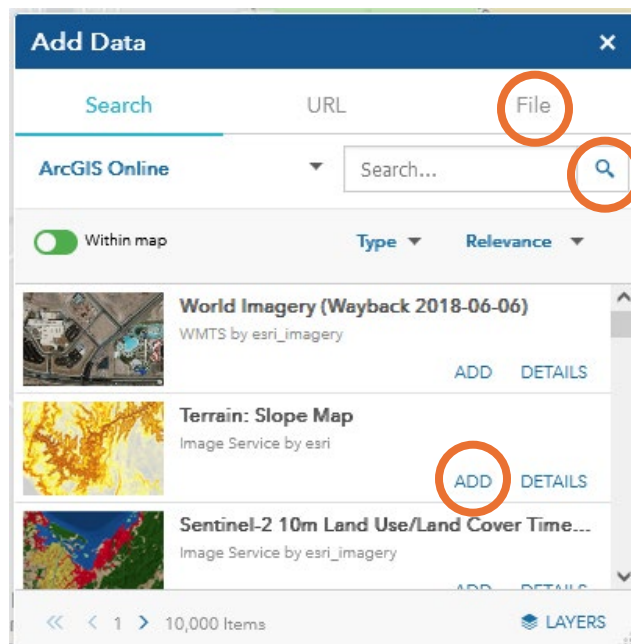 Add Data
Search URL File
ArcGIS Online Search...
Within map Type Relevance
World Imagery (Wayback 2018-06-06)
WMTS by esri_imagery
ADD DETAILS
Terrain: Slope Map
Image Service by esri
ADD DETAILS
Sentinel-2 10m Land Use/Land Cover Time...
Image Service by esri_imagery
ADD DETAILS
1 10,000 Items LAYERS